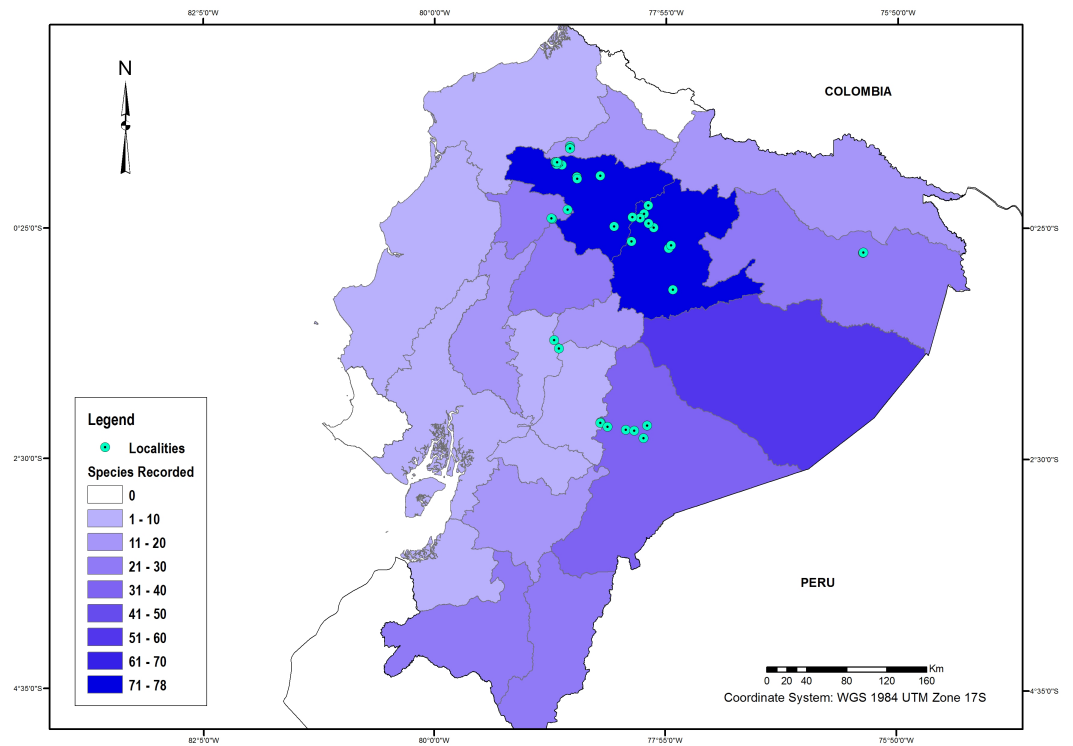 82°5'0"W 80°0'0"W 77°55'0"W 75°50'0"W
N
COLOMBIA
0°25'0"S 0°25'0"S
Legend
Localities
Species Recorded
0
1 - 10
11 - 20
21 - 30
31 - 40
41 - 50
51 - 60
61 - 70
71 - 78
2°30'0"S 2°30'0"S
PERU
Km
0 20 40 80 120 160
Coordinate System: WGS 1984 UTM Zone 17S
4°35'0"S 4°35'0"S
82°5'0"W 80°0'0"W 77°55'0"W 75°50'0"W